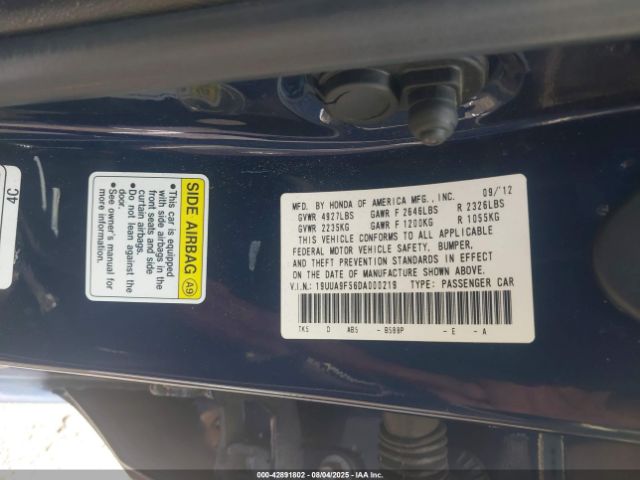 MFD. BY HONDA OF AMERICA MFG., INC. 09/12
GVWR 4927LBS GAWR F 2646LBS R 2326LBS
GVWR 2235KG GAWR F 1200KG R 1055KG
THIS VEHICLE CONFORMS TO ALL APPLICABLE
FEDERAL MOTOR VEHICLE SAFETY, BUMPER,
AND THEFT PREVENTION STANDARDS IN EFFECT
ON THE DATE OF MANUFACTURE SHOWN ABOVE.
V.I.N.: 19UUA9F56DA000219 TYPE: PASSENGER CAR
TK5 D AB5 - B588P - E - A
SIDE AIRBAG A9
•This car is equipped
with side airbags in the
front seats and side
curtain airbags.
•Do not lean against the
door.
•See owner's manual for
more information.
4C
000-42891802 - 08/04/2025 - COPYRIGHT IAA